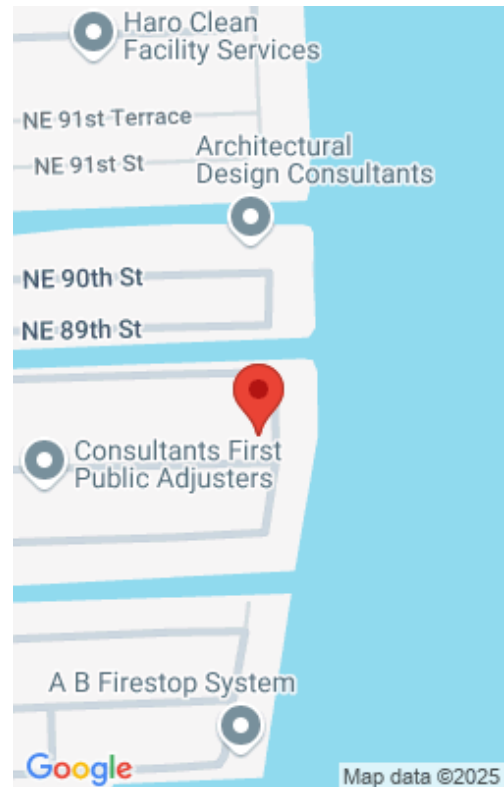 Haro Clean
Facility Services
NE 91st Terrace
NE 91st St
Architectural
Design Consultants
NE 90th St
NE 89th St
Consultants First
Public Adjusters
A B Firestop System
Google
Map data ©2025